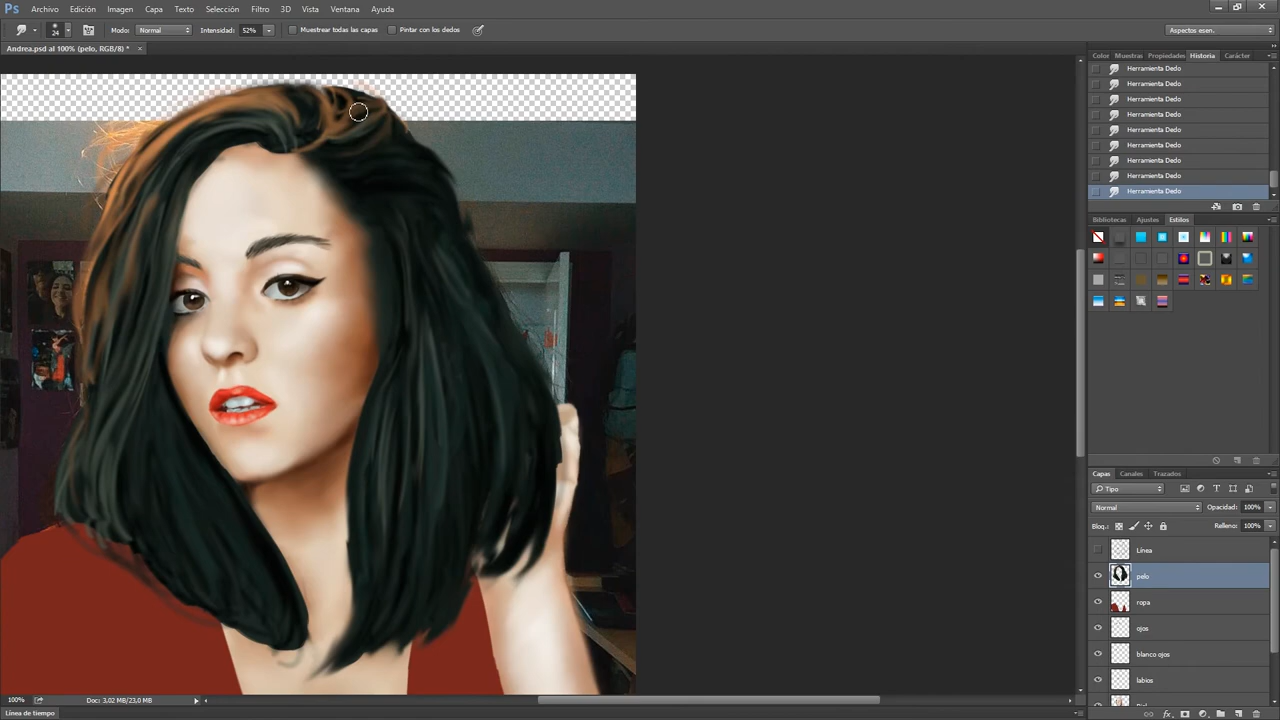 Ps Archivo Edición Imagen Capa Texto Selección Filtro 3D Vista Ventana Ayuda
24 Modo: Normal Intensidad: 52% Muestrear todas las capas Pintar con los dedos Aspectos esen.
Andrea.psd al 100% (pelo, RGB/8) * ×
Color Muestras Propiedades Historia Carácter
Herramienta Dedo
Herramienta Dedo
Herramienta Dedo
Herramienta Dedo
Herramienta Dedo
Herramienta Dedo
Herramienta Dedo
Herramienta Dedo
Herramienta Dedo
Bibliotecas Ajustes Estilos
Capas Canales Trazados
Tipo
Normal Opacidad: 100%
Bloq.: Relleno: 100%
Línea
pelo
ropa
ojos
blanco ojos
labios
Piel
100% Doc: 3,02 MB/23,0 MB
Línea de tiempo
fx